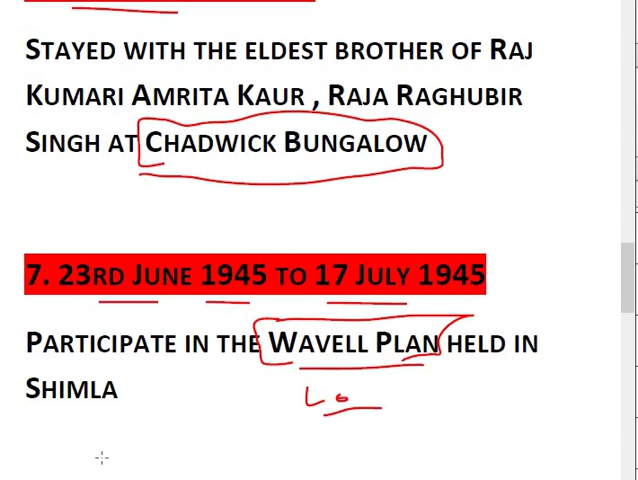 STAYED WITH THE ELDEST BROTHER OF RAJ
KUMARI AMRITA KAUR , RAJA RAGHUBIR
SINGH AT CHADWICK BUNGALOW
7. 23RD JUNE 1945 TO 17 JULY 1945
PARTICIPATE IN THE WAVELL PLAN HELD IN
SHIMLA